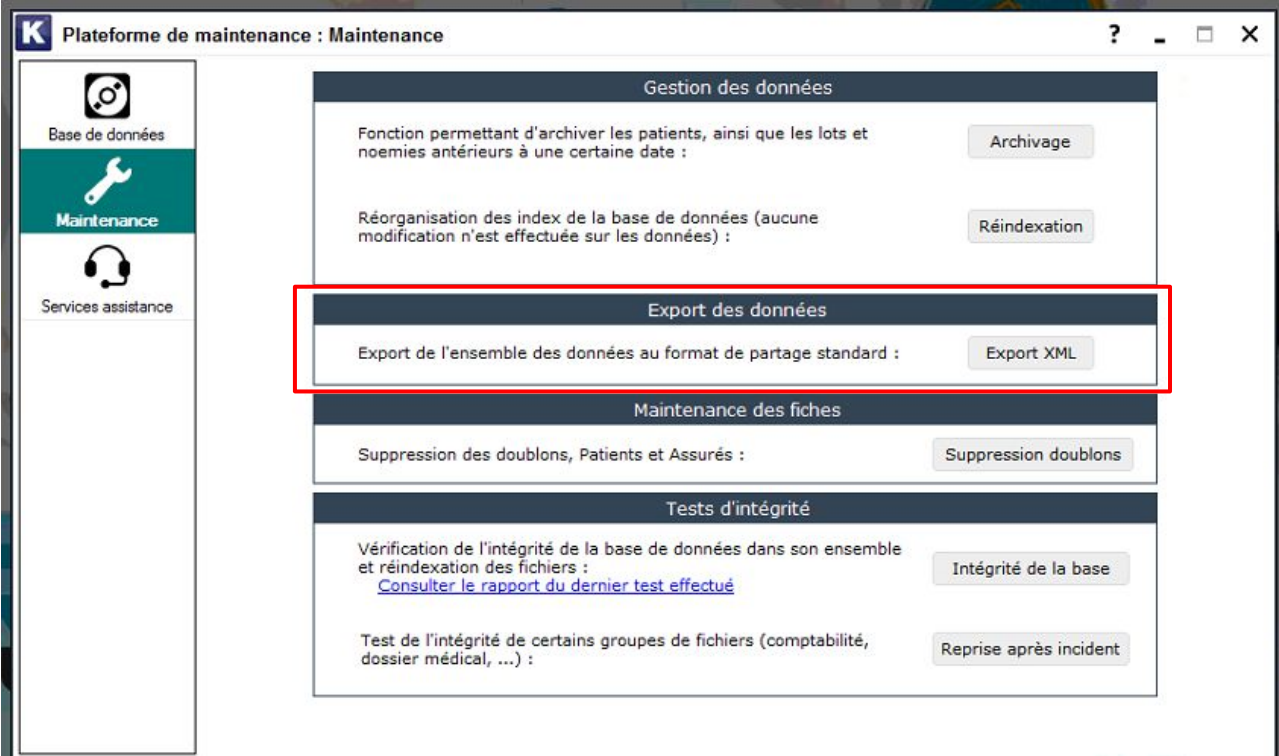 K Plateforme de maintenance : Maintenance ?
Base de données
Maintenance
Services assistance
Gestion des données
Fonction permettant d'archiver les patients, ainsi que les lots et
noemies antérieurs à une certaine date :
Archivage
Réorganisation des index de la base de données (aucune
modification n'est effectuée sur les données) :
Réindexation
Export des données
Export de l'ensemble des données au format de partage standard :
Export XML
Maintenance des fiches
Suppression des doublons, Patients et Assurés :
Suppression doublons
Tests d'intégrité
Vérification de l'intégrité de la base de données dans son ensemble
et réindexation des fichiers :
Consulter le rapport du dernier test effectué
Intégrité de la base
Test de l'intégrité de certains groupes de fichiers (comptabilité,
dossier médical, ...) :
Reprise après incident